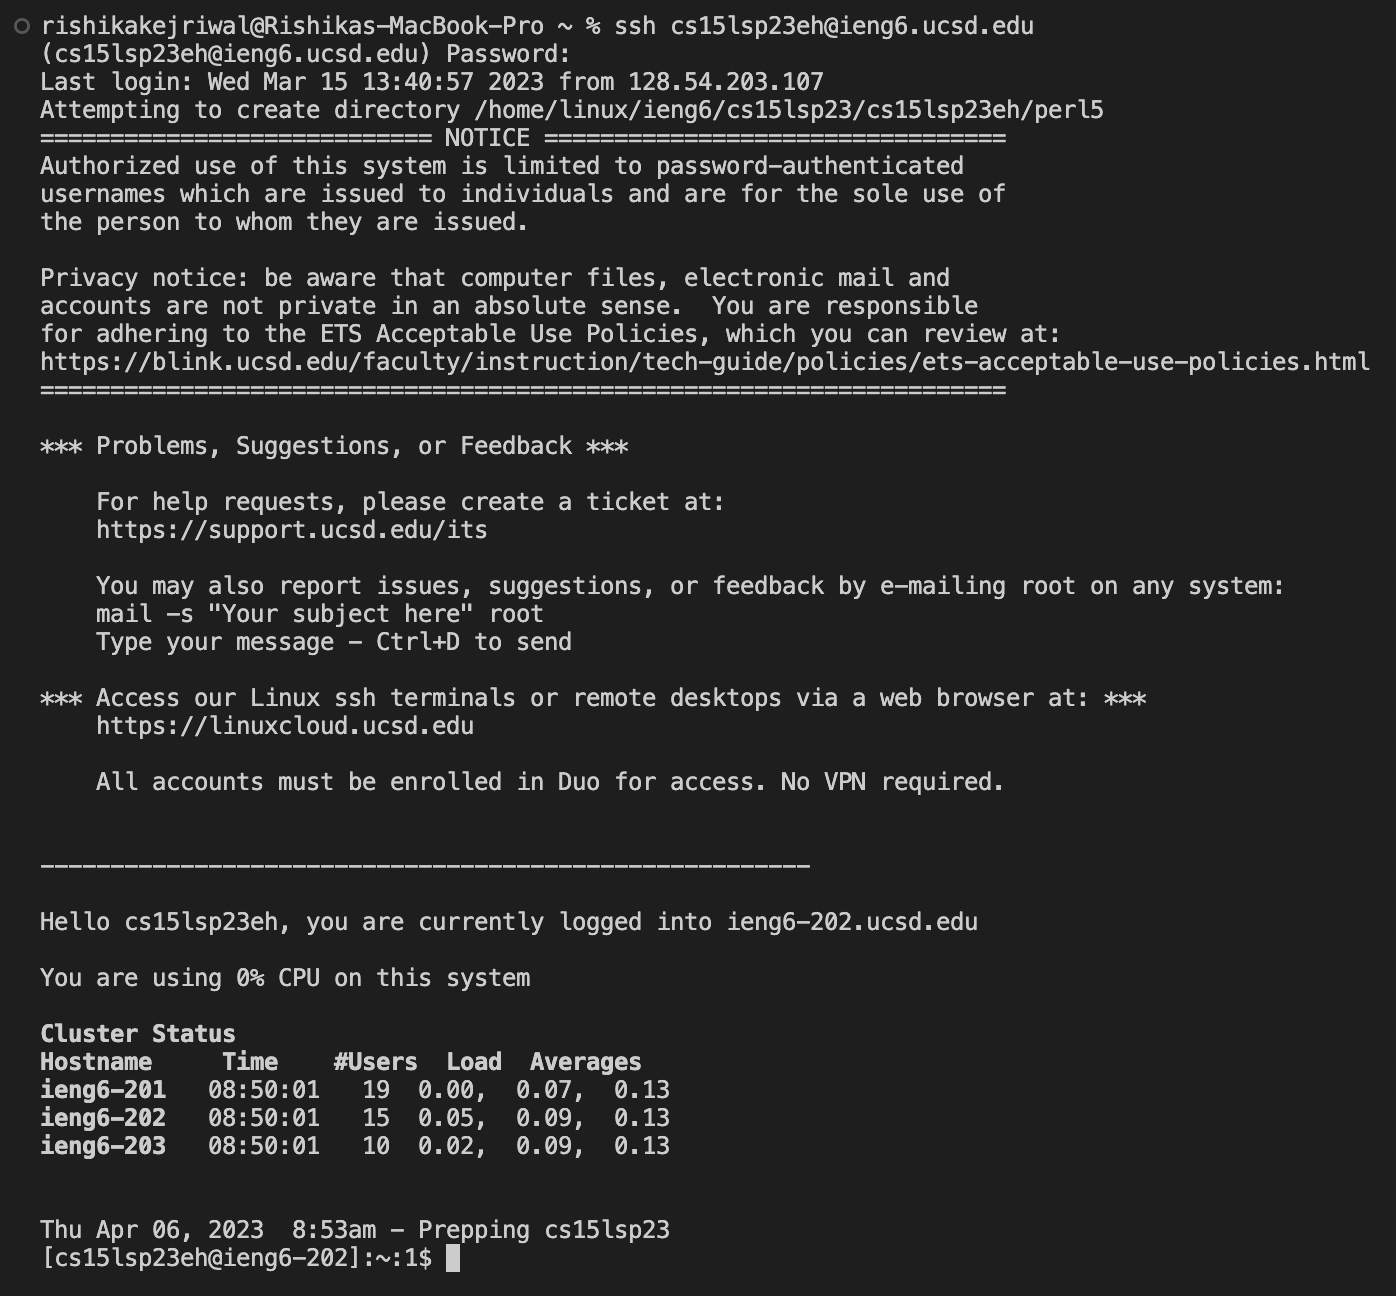 rishikakejriwal@Rishikas-MacBook-Pro ~ % ssh cs15lsp23eh@ieng6.ucsd.edu
(cs15lsp23eh@ieng6.ucsd.edu) Password:
Last login: Wed Mar 15 13:40:57 2023 from 128.54.203.107
Attempting to create directory /home/linux/ieng6/cs15lsp23/cs15lsp23eh/perl5
============================ NOTICE =================================
Authorized use of this system is limited to password-authenticated
usernames which are issued to individuals and are for the sole use of
the person to whom they are issued.

Privacy notice: be aware that computer files, electronic mail and
accounts are not private in an absolute sense.  You are responsible
for adhering to the ETS Acceptable Use Policies, which you can review at:
https://blink.ucsd.edu/faculty/instruction/tech-guide/policies/ets-acceptable-use-policies.html
=====================================================================

*** Problems, Suggestions, or Feedback ***

    For help requests, please create a ticket at:
    https://support.ucsd.edu/its

    You may also report issues, suggestions, or feedback by e-mailing root on any system:
    mail -s "Your subject here" root
    Type your message - Ctrl+D to send

*** Access our Linux ssh terminals or remote desktops via a web browser at: ***
    https://linuxcloud.ucsd.edu

    All accounts must be enrolled in Duo for access. No VPN required.

-------------------------------------------------------

Hello cs15lsp23eh, you are currently logged into ieng6-202.ucsd.edu

You are using 0% CPU on this system

Cluster Status
Hostname     Time    #Users  Load  Averages
ieng6-201   08:50:01   19  0.00,  0.07,  0.13
ieng6-202   08:50:01   15  0.05,  0.09,  0.13
ieng6-203   08:50:01   10  0.02,  0.09,  0.13

Thu Apr 06, 2023  8:53am - Prepping cs15lsp23
[cs15lsp23eh@ieng6-202]:~:1$